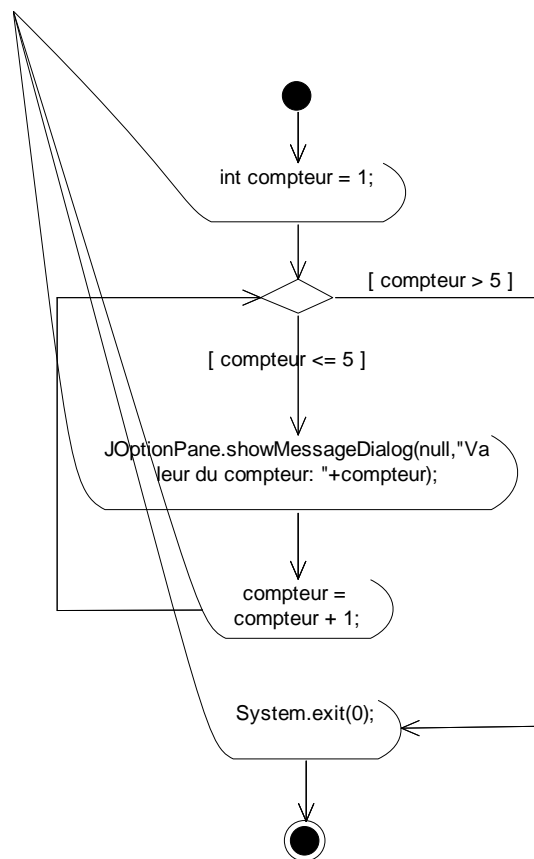 int compteur = 1;
[ compteur > 5 ]
[ compteur <= 5 ]
JOptionPane.showMessageDialog(null,"Va
leur du compteur: "+compteur);
compteur =
compteur + 1;
System.exit(0);